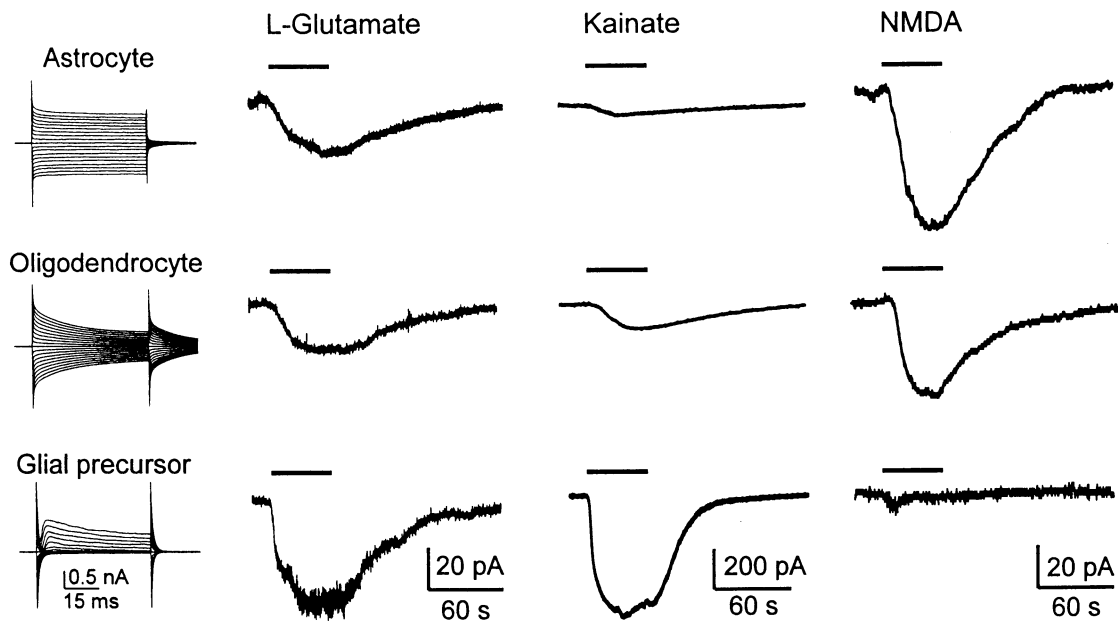 L-Glutamate
Kainate
NMDA
Astrocyte
Oligodendrocyte
Glial precursor
0.5 nA
15 ms
20 pA
60 s
200 pA
60 s
20 pA
60 s